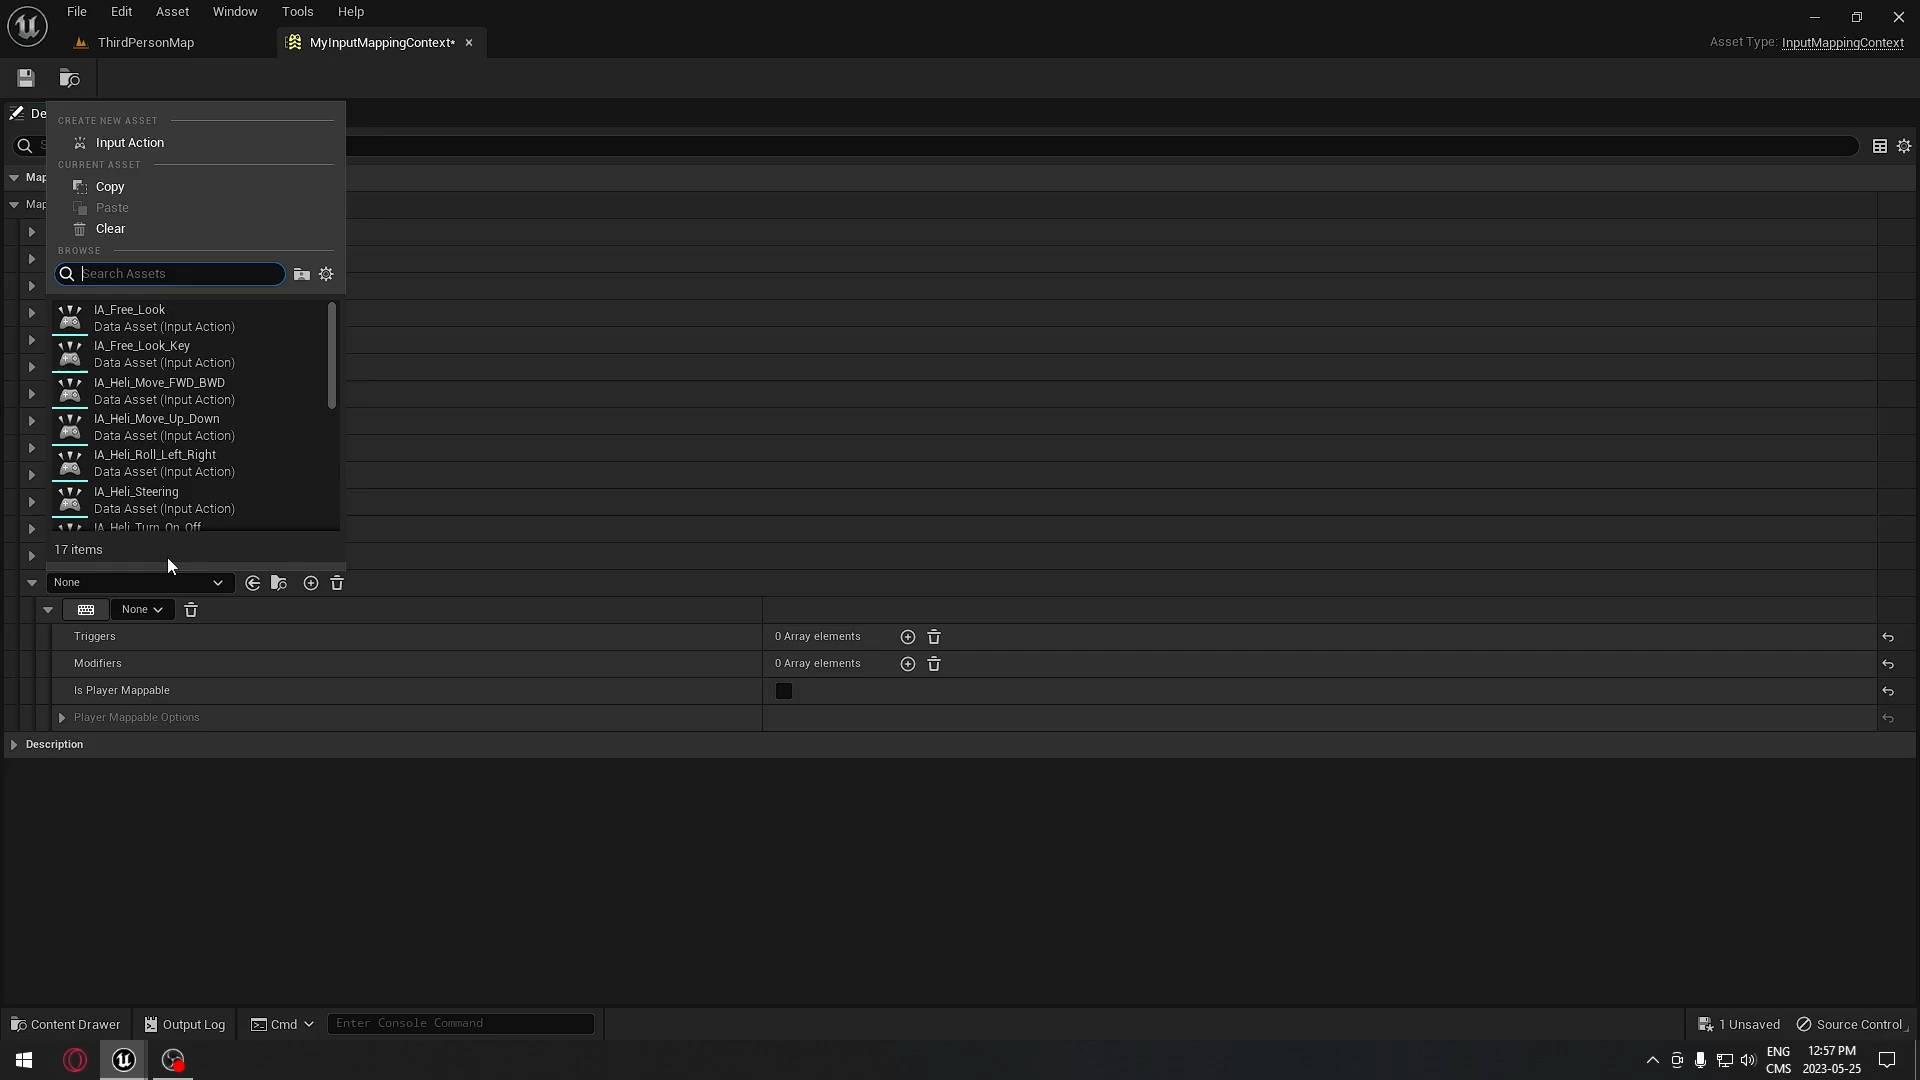 File Edit Asset Window Tools Help
ThirdPersonMap
MyInputMappingContext*
Asset Type: InputMappingContext
De
CREATE NEW ASSET
Input Action
CURRENT ASSET
Copy
Map
Map
Paste
Clear
BROWSE
Search Assets
IA_Free_Look
Data Asset (Input Action)
IA_Free_Look_Key
Data Asset (Input Action)
IA_Heli_Move_FWD_BWD
Data Asset (Input Action)
IA_Heli_Move_Up_Down
Data Asset (Input Action)
IA_Heli_Roll_Left_Right
Data Asset (Input Action)
IA_Heli_Steering
Data Asset (Input Action)
IA_Heli_Turn_On_Off
17 items
None
None
Triggers 0 Array elements
Modifiers 0 Array elements
Is Player Mappable
Player Mappable Options
Description
Content Drawer Output Log Cmd Enter Console Command 1 Unsaved Source Control
ENG 12:57 PM
CMS 2023-05-25